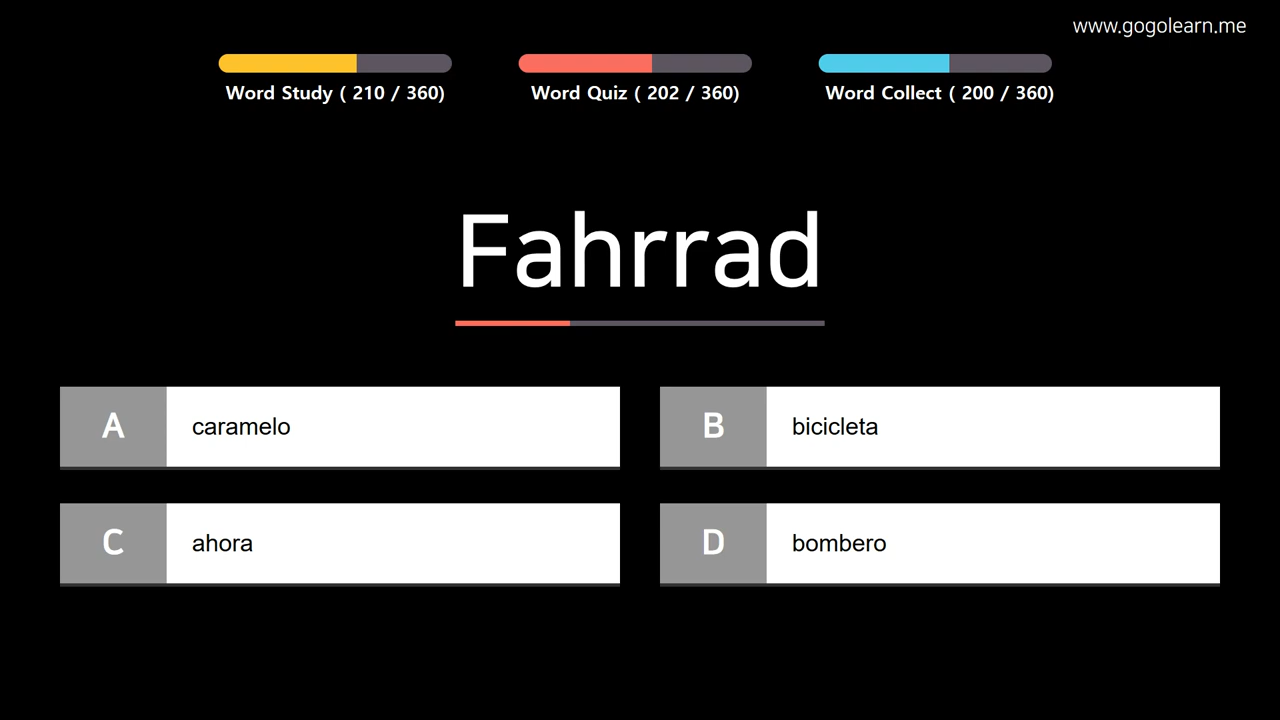 www.gogolearn.me
Word Study ( 210 / 360)
Word Quiz ( 202 / 360)
Word Collect ( 200 / 360)
Fahrrad
A caramelo
B bicicleta
C ahora
D bombero